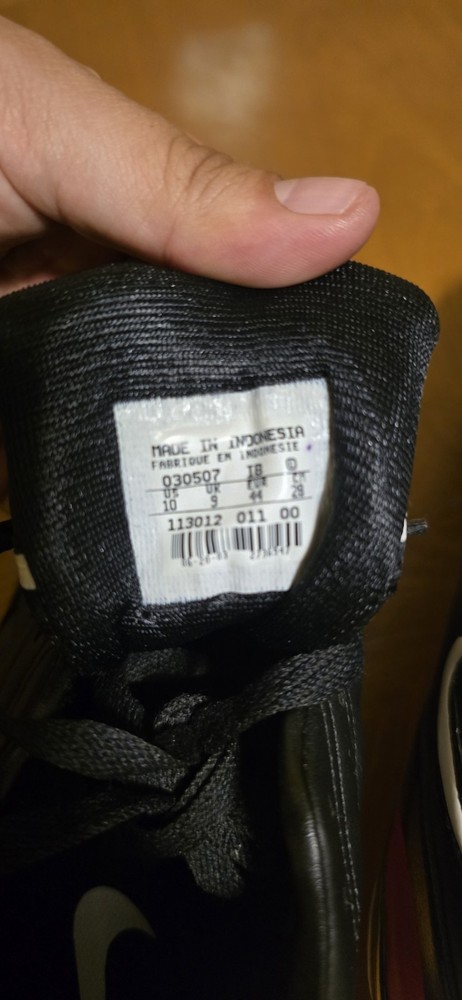 MADE IN INDONESIA
FABRIQUE EN INDONESIE
030507 IB ©
US UK EUR CM
10 9 44 28
113012 011 00